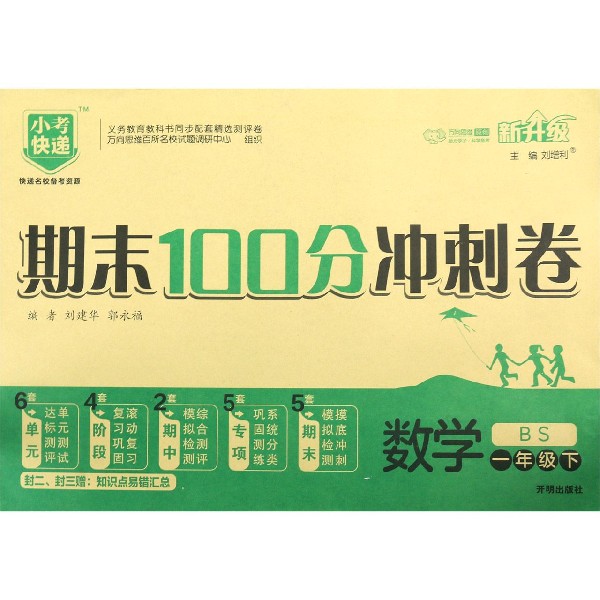 小考
快递
TM
快递名校备考资源
义务教育教科书同步配套精选测评卷
万向思维百所名校试题调研中心 组织
万向思维
新升级
主 编 刘增利®
期末100分冲刺卷
编 者 刘建华 郭永福
6套 单元 单元测试 达标测评
4套 阶段 滚动复习 复习巩固
2套 期中 综合测评 模拟检测
5套 专项 系统分类 巩固测练
5套 期末 摸底冲刺 模拟检测
封二、封三赠：知识点易错汇总
数学
BS
一年级下
开明出版社